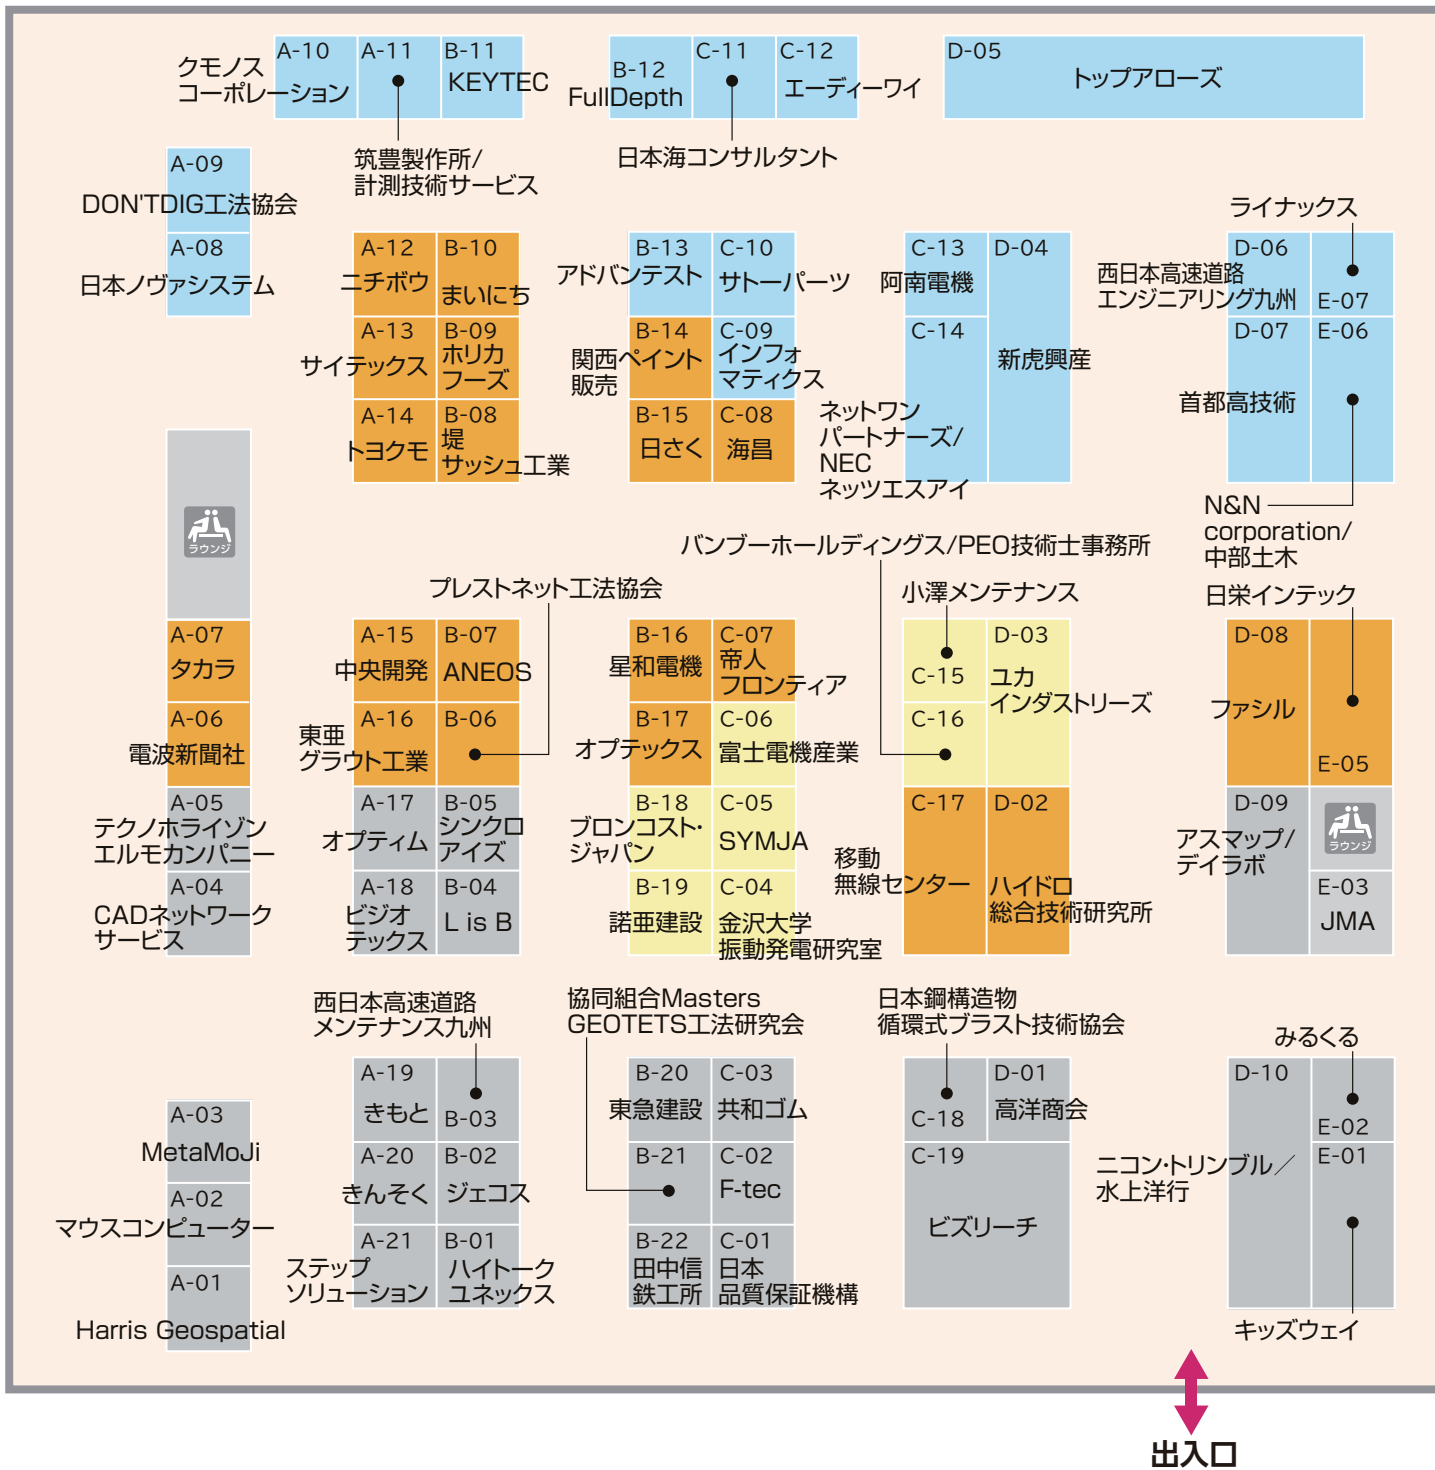 A-10
クモノス
コーポレーション
A-11
筑豊製作所/
計測技術サービス
B-11
KEYTEC
B-12
FullDepth
C-11
日本海コンサルタント
C-12
エーディーワイ
D-05
トップアローズ
A-09
DON'TDIG工法協会
A-08
日本ノヴァシステム
A-12
ニチボウ
B-10
まいにち
A-13
サイテックス
B-09
ホリカ
フーズ
A-14
トヨクモ
B-08
堤
サッシュ工業
B-13
アドバンテスト
C-10
サトーパーツ
B-14
関西ペイント
販売
C-09
インフォ
マティクス
B-15
日さく
C-08
海昌
C-13
阿南電機
D-04
新虎興産
C-14
ネットワン
パートナーズ/
NEC
ネッツエスアイ
D-06
西日本高速道路
エンジニアリング九州
ライナックス
E-07
D-07
首都高技術
E-06
N&N
corporation/
中部土木
ラウンジ
A-07
タカラ
A-06
電波新聞社
A-05
テクノホライゾン
エルモカンパニー
A-04
CADネットワーク
サービス
プレストネット工法協会
A-15
中央開発
B-07
ANEOS
A-16
東亜
グラウト工業
B-06
A-17
オプティム
B-05
シンクロ
アイズ
A-18
ビジオ
テックス
B-04
L is B
バンブーホールディングス/PEO技術士事務所
B-16
星和電機
C-07
帝人
フロンティア
B-17
オプテックス
C-06
富士電機産業
B-18
ブロンコスト・
ジャパン
C-05
SYMJA
B-19
諾亜建設
C-04
金沢大学
振動発電研究室
小澤メンテナンス
C-15
D-03
ユカ
インダストリーズ
C-16
C-17
移動
無線センター
D-02
ハイドロ
総合技術研究所
日栄インテック
D-08
ファシル
E-05
D-09
アスマップ/
デイラボ
ラウンジ
E-03
JMA
A-03
MetaMoJi
A-02
マウスコンピューター
A-01
Harris Geospatial
西日本高速道路
メンテナンス九州
A-19
きもと
B-03
A-20
きんそく
B-02
ジェコス
A-21
ステップ
ソリューション
B-01
ハイトーク
ユネックス
協同組合Masters
GEOTETS工法研究会
B-20
東急建設
C-03
共和ゴム
B-21
C-02
F-tec
B-22
田中信
鉄工所
C-01
日本
品質保証機構
日本鋼構造物
循環式ブラスト技術協会
C-18
D-01
高洋商会
C-19
ビズリーチ
みるくる
D-10
ニコン・トリンブル／
水上洋行
E-02
E-01
キッズウェイ
出入口